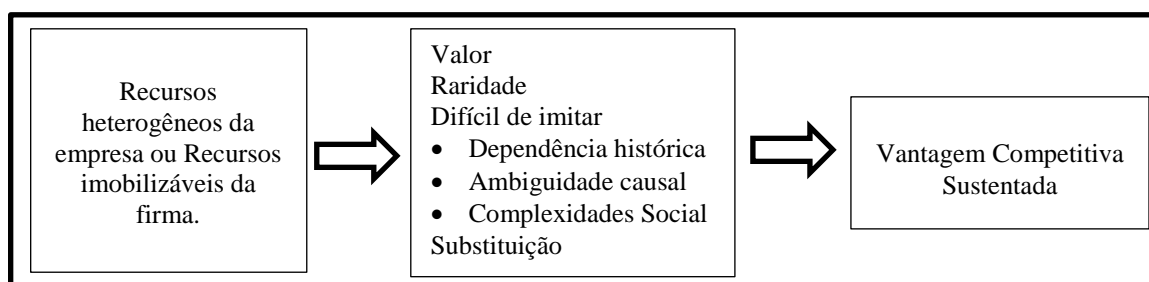 Recursos
heterogêneos da
empresa ou Recursos
imobilizáveis da
firma.
Valor
Raridade
Difícil de imitar
• Dependência histórica
• Ambiguidade causal
• Complexidades Social
Substituição
Vantagem Competitiva
Sustentada